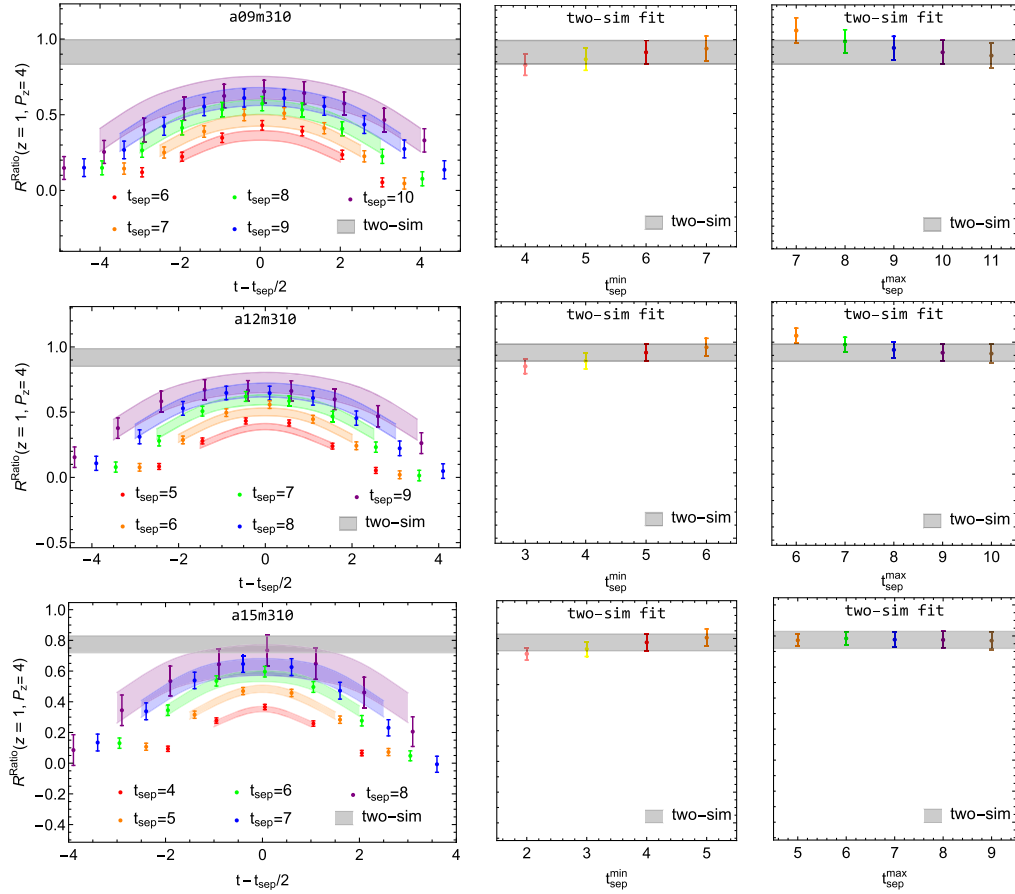 a09m310
R^Ratio(z = 1, P_z= 4)
1.0
0.5
0.0
t_sep=6
t_sep=8
t_sep=10
t_sep=7
t_sep=9
two-sim
−4 −2 0 2 4
t−t_sep/2
two-sim fit
two-sim
4 5 6 7
t_sep^min
two-sim fit
two-sim
7 8 9 10 11
t_sep^max
a12m310
R^Ratio(z = 1, P_z= 4)
1.0
0.5
0.0
−0.5
t_sep=5
t_sep=7
t_sep=9
t_sep=6
t_sep=8
two-sim
−4 −2 0 2 4
t−t_sep/2
two-sim fit
two-sim
3 4 5 6
t_sep^min
two-sim fit
two-sim
6 7 8 9 10
t_sep^max
a15m310
R^Ratio(z = 1, P_z= 4)
1.0
0.8
0.6
0.4
0.2
0.0
−0.2
−0.4
t_sep=4
t_sep=6
t_sep=8
t_sep=5
t_sep=7
two-sim
−4 −2 0 2 4
t−t_sep/2
two-sim fit
two-sim
2 3 4 5
t_sep^min
two-sim fit
two-sim
5 6 7 8 9
t_sep^max